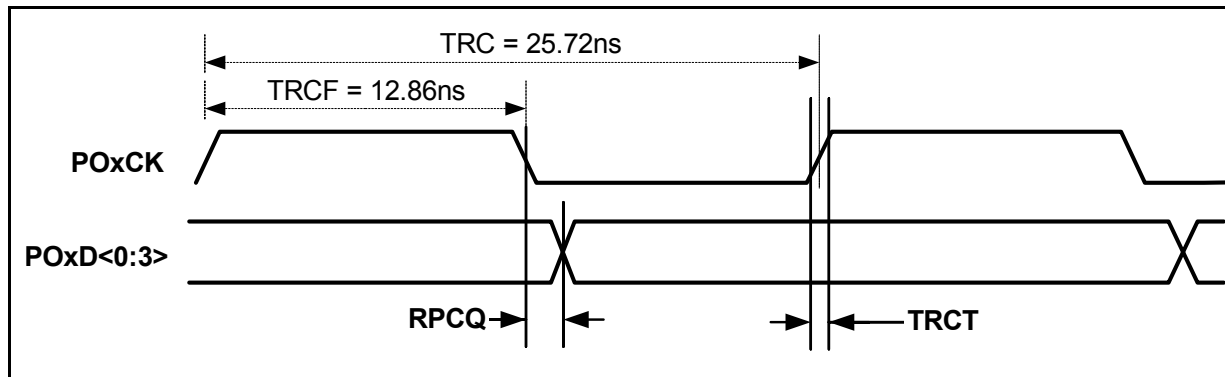 TRC = 25.72ns
TRCF = 12.86ns
POxCK
POxD<0:3>
RPCQ
TRCT